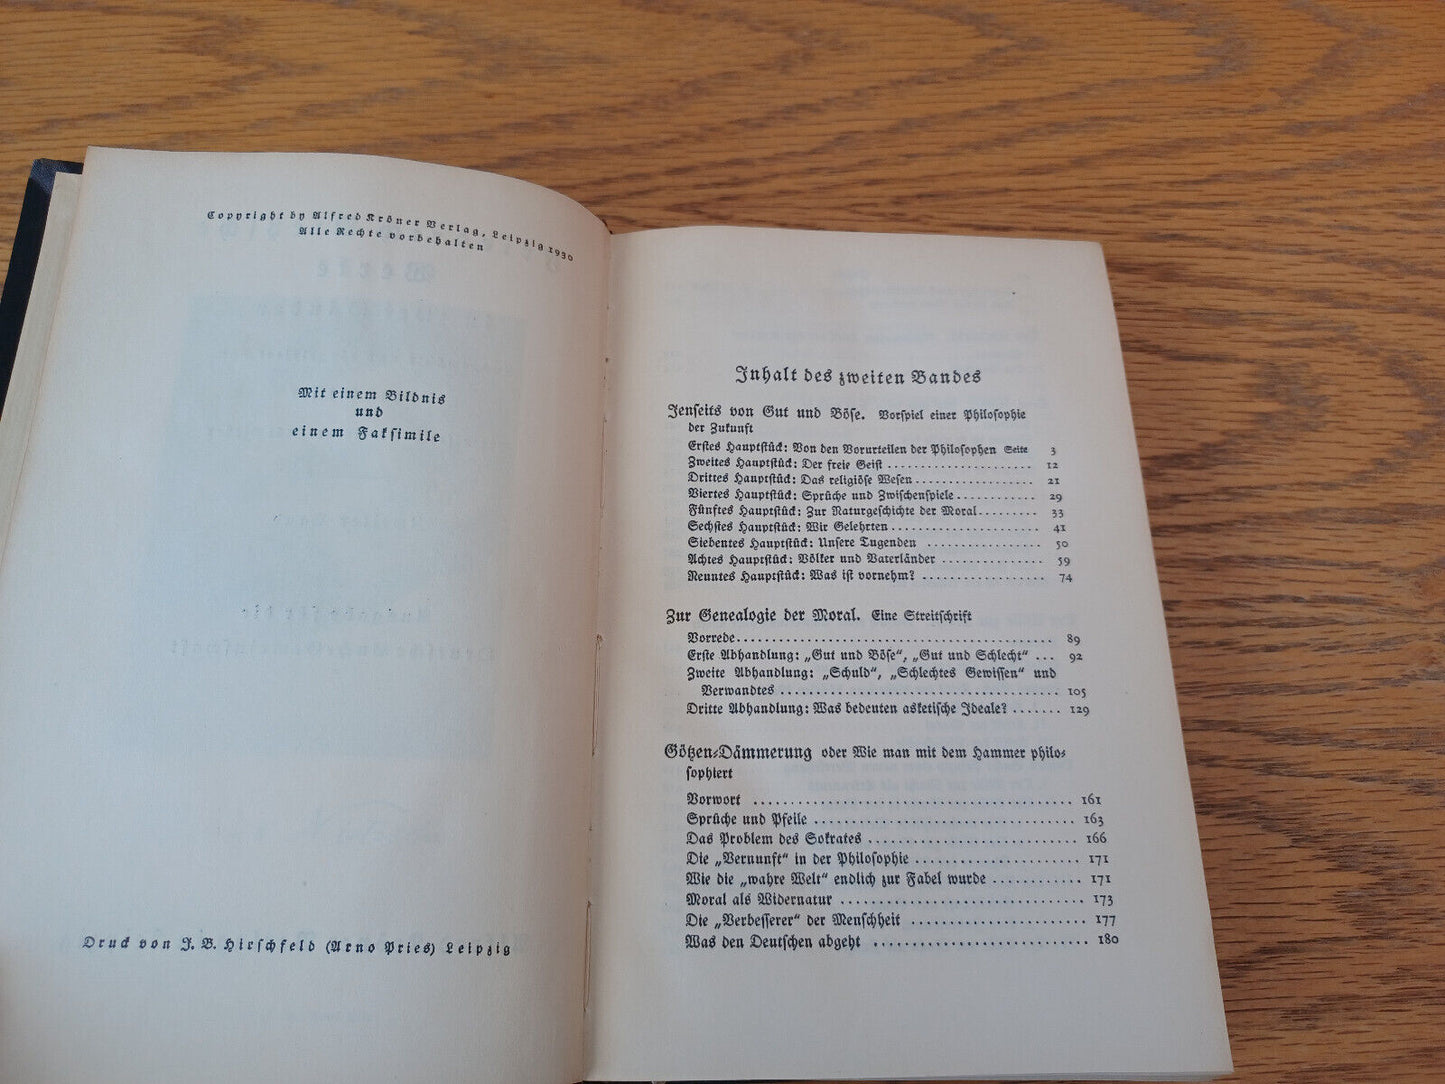 Copyright by Alfred Kröner Verlag, Leipzig 1930
Alle Rechte vorbehalten
Mit einem Bildnis
und
einem Faksimile
Druck von J. B. Hirschfeld (Arno Pries) Leipzig
Inhalt des zweiten Bandes
Jenseits von Gut und Böse. Vorspiel einer Philosophie
der Zukunft
Erstes Hauptstück: Von den Vorurteilen der Philosophen Seite 3
Zweites Hauptstück: Der freie Geist .................... 12
Drittes Hauptstück: Das religiöse Wesen ................. 21
Viertes Hauptstück: Sprüche und Zwischenspiele ............ 29
Fünftes Hauptstück: Zur Naturgeschichte der Moral......... 33
Sechstes Hauptstück: Wir Gelehrten ..................... 41
Siebentes Hauptstück: Unsere Tugenden ................. 50
Achtes Hauptstück: Völker und Vaterländer ............... 59
Neuntes Hauptstück: Was ist vornehm? .................. 74
Zur Genealogie der Moral. Eine Streitschrift
Vorrede............................................. 89
Erste Abhandlung: „Gut und Böse“, „Gut und Schlecht“ ... 92
Zweite Abhandlung: „Schuld“, „Schlechtes Gewissen“ und
Verwandtes ....................................... 105
Dritte Abhandlung: Was bedeuten asketische Ideale? ....... 129
Götzen-Dämmerung oder Wie man mit dem Hammer philo-
sophiert
Vorwort ............................................ 161
Sprüche und Pfeile .................................... 163
Das Problem des Sokrates ............................. 166
Die „Vernunft“ in der Philosophie ....................... 171
Wie die „wahre Welt“ endlich zur Fabel wurde ............ 171
Moral als Widernatur ................................. 173
Die „Verbesserer“ der Menschheit ....................... 177
Was den Deutschen abgeht ............................ 180